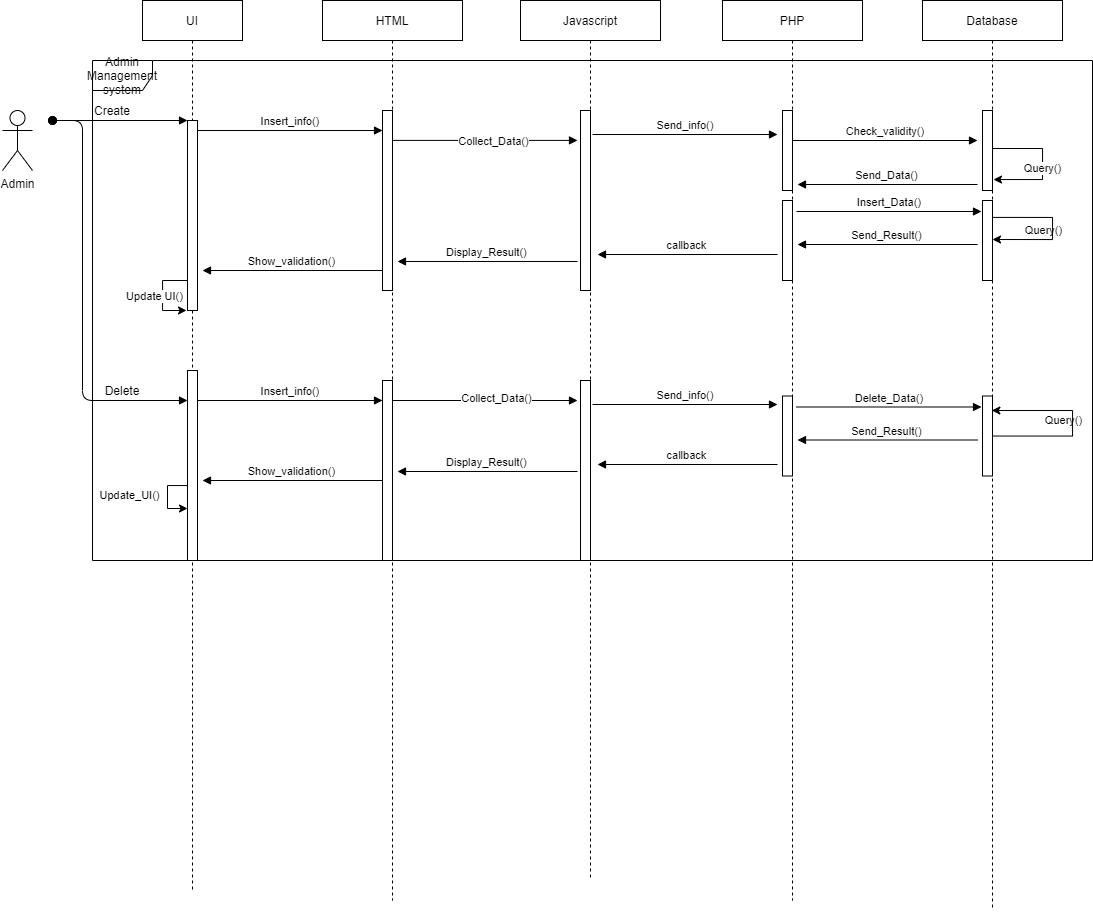 UI
HTML
Javascript
PHP
Database
Admin
Management
system
Create
Insert_info()
Collect_Data()
Send_info()
Check_validity()
Query()
Send_Data()
Admin
Insert_Data()
Query()
Send_Result()
callback
Display_Result()
Show_validation()
Update UI()
Delete
Insert_info()
Collect_Data()
Send_info()
Delete_Data()
Query()
Send_Result()
callback
Display_Result()
Show_validation()
Update_UI()